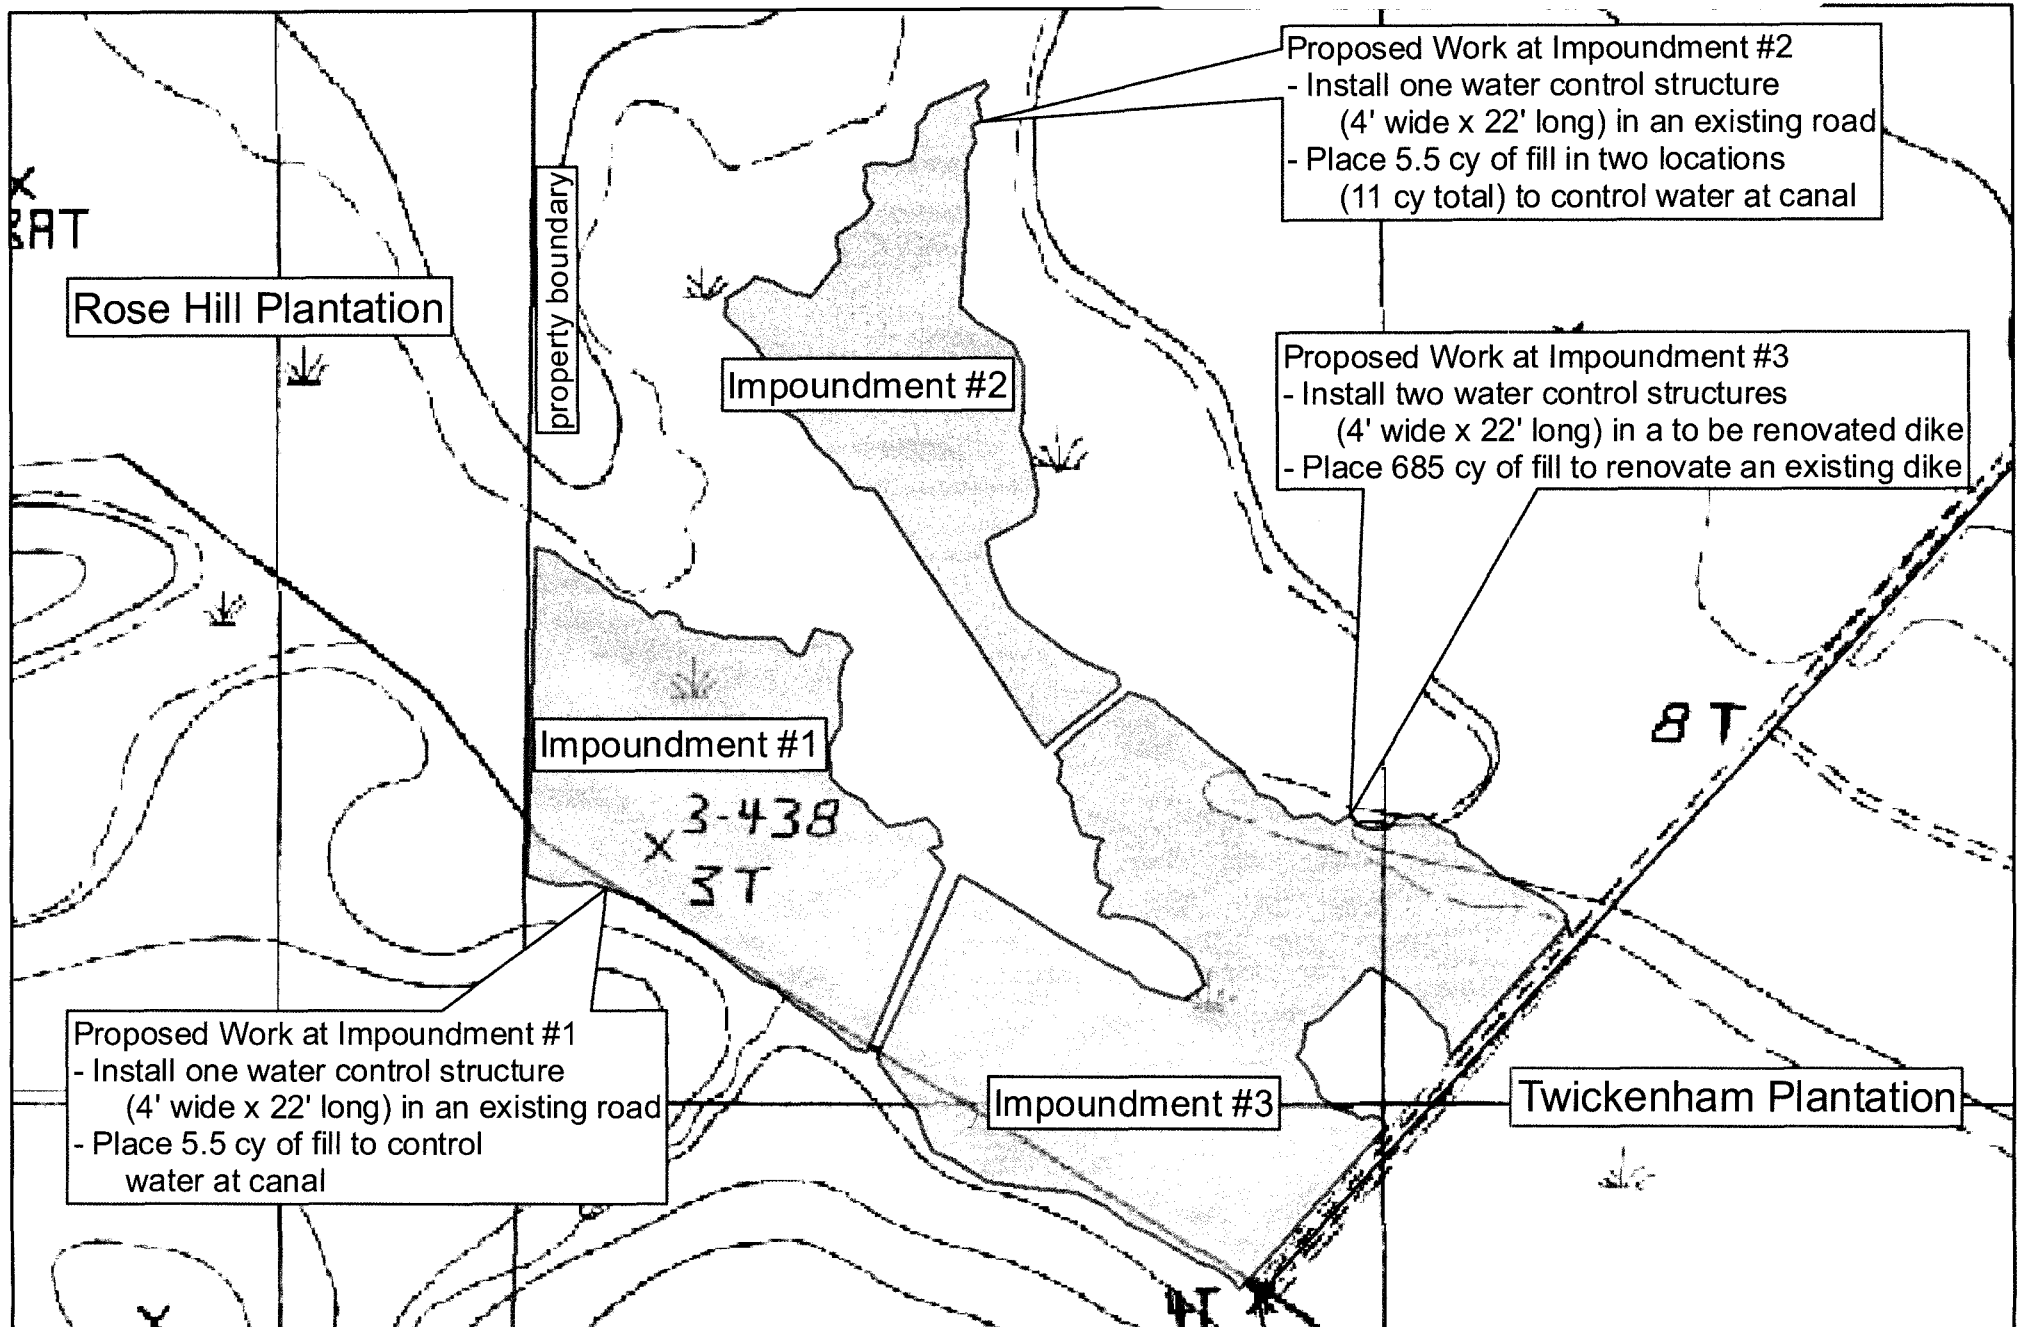 Proposed Work at Impoundment #2
- Install one water control structure
(4' wide x 22' long) in an existing road
- Place 5.5 cy of fill in two locations
(11 cy total) to control water at canal
property boundary
Rose Hill Plantation
Proposed Work at Impoundment #3
- Install two water control structures
(4' wide x 22' long) in a to be renovated dike
- Place 685 cy of fill to renovate an existing dike
Impoundment #2
8 T
Impoundment #1
3-438
3 T
Proposed Work at Impoundment #1
- Install one water control structure
(4' wide x 22' long) in an existing road
- Place 5.5 cy of fill to control
water at canal
Impoundment #3
Twickenham Plantation
4T